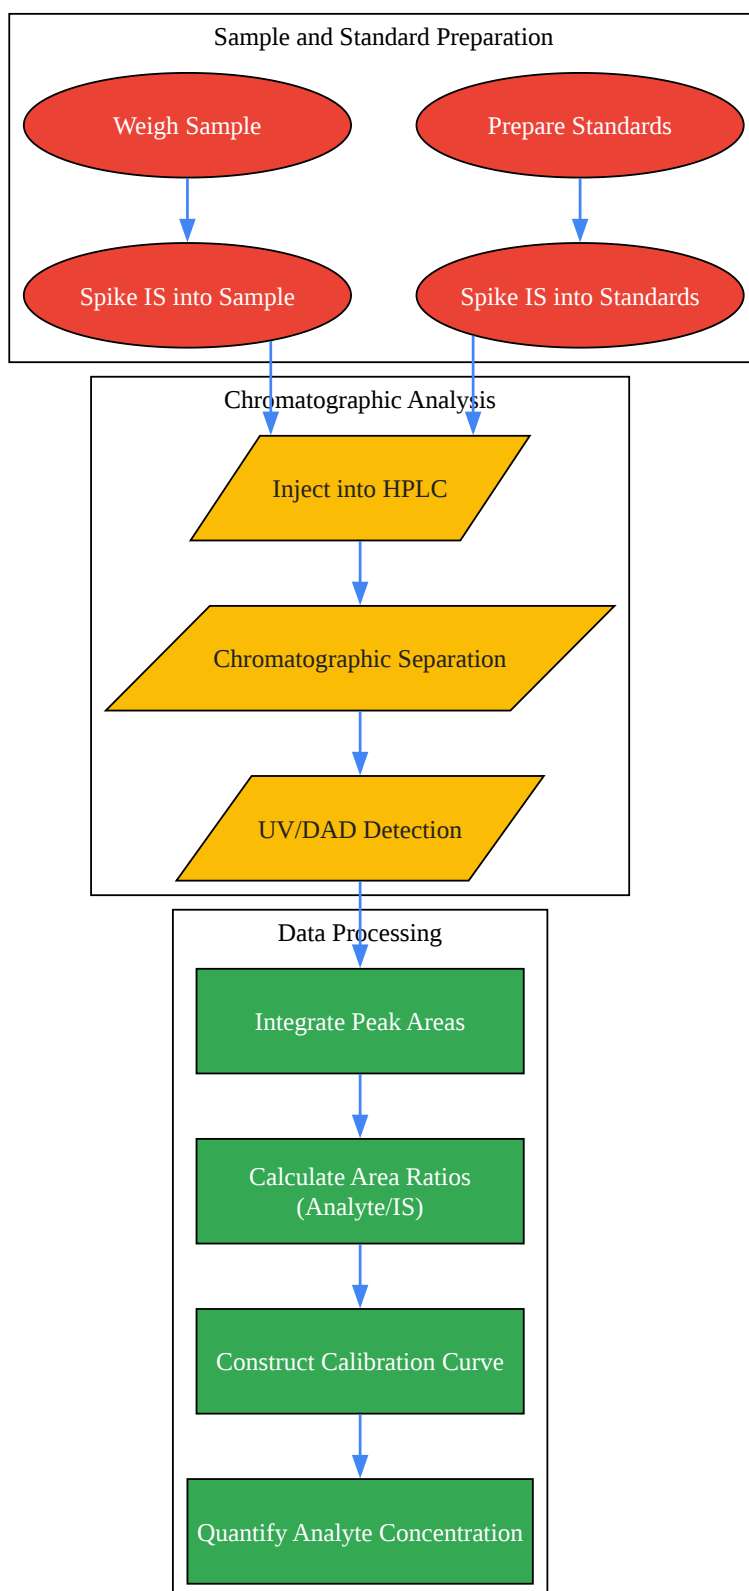 Sample and Standard Preparation
Weigh Sample
Prepare Standards
Spike IS into Sample
Spike IS into Standards
Chromatographic Analysis
Inject into HPLC
Chromatographic Separation
UV/DAD Detection
Data Processing
Integrate Peak Areas
Calculate Area Ratios
(Analyte/IS)
Construct Calibration Curve
Quantify Analyte Concentration